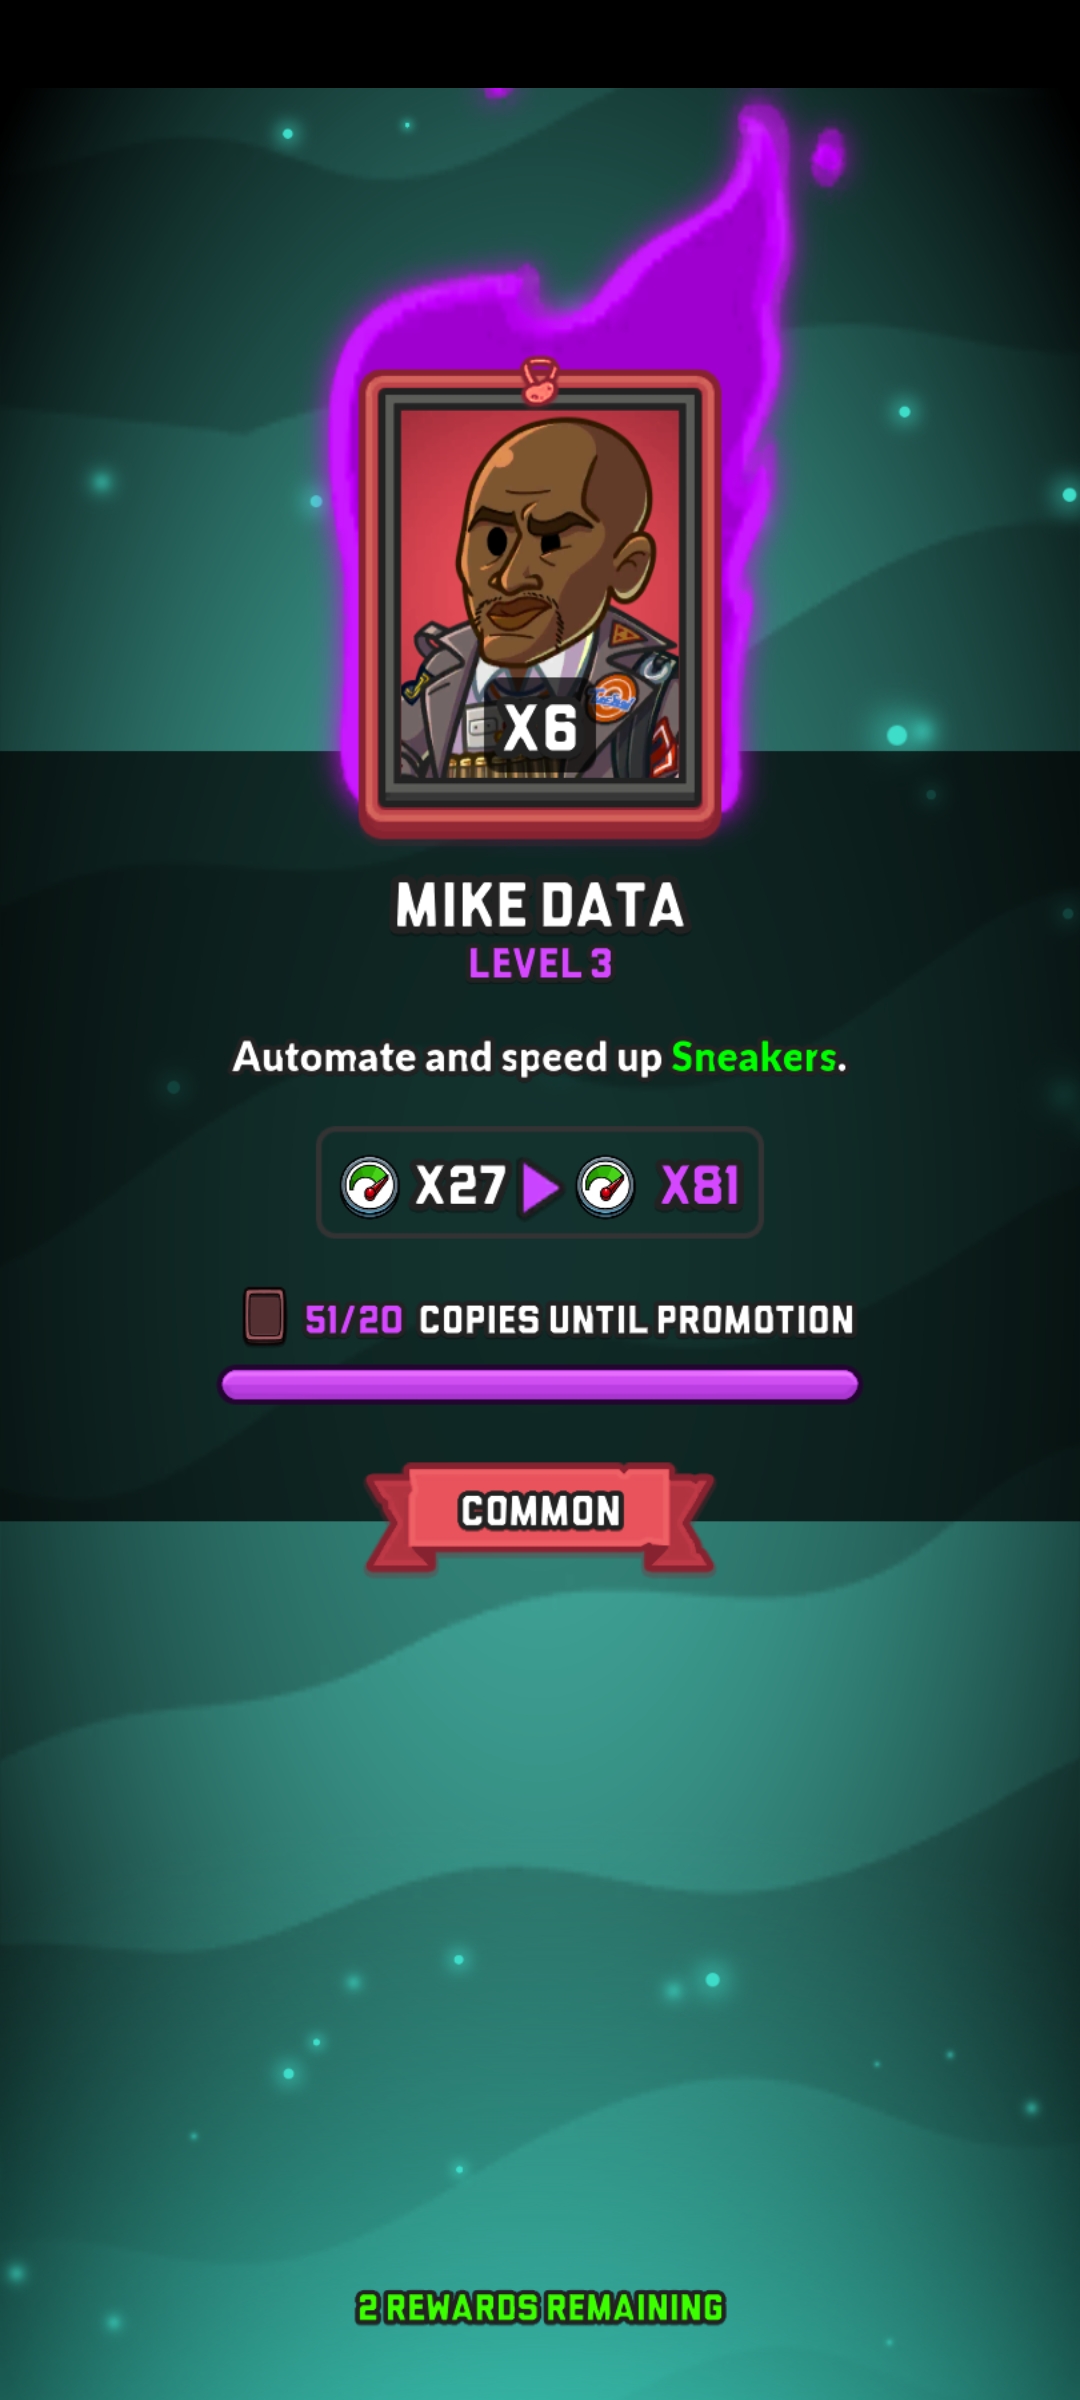 X6
MIKE DATA
LEVEL 3
Automate and speed up Sneakers.
X27 X81
51/20 COPIES UNTIL PROMOTION
COMMON
2 REWARDS REMAINING